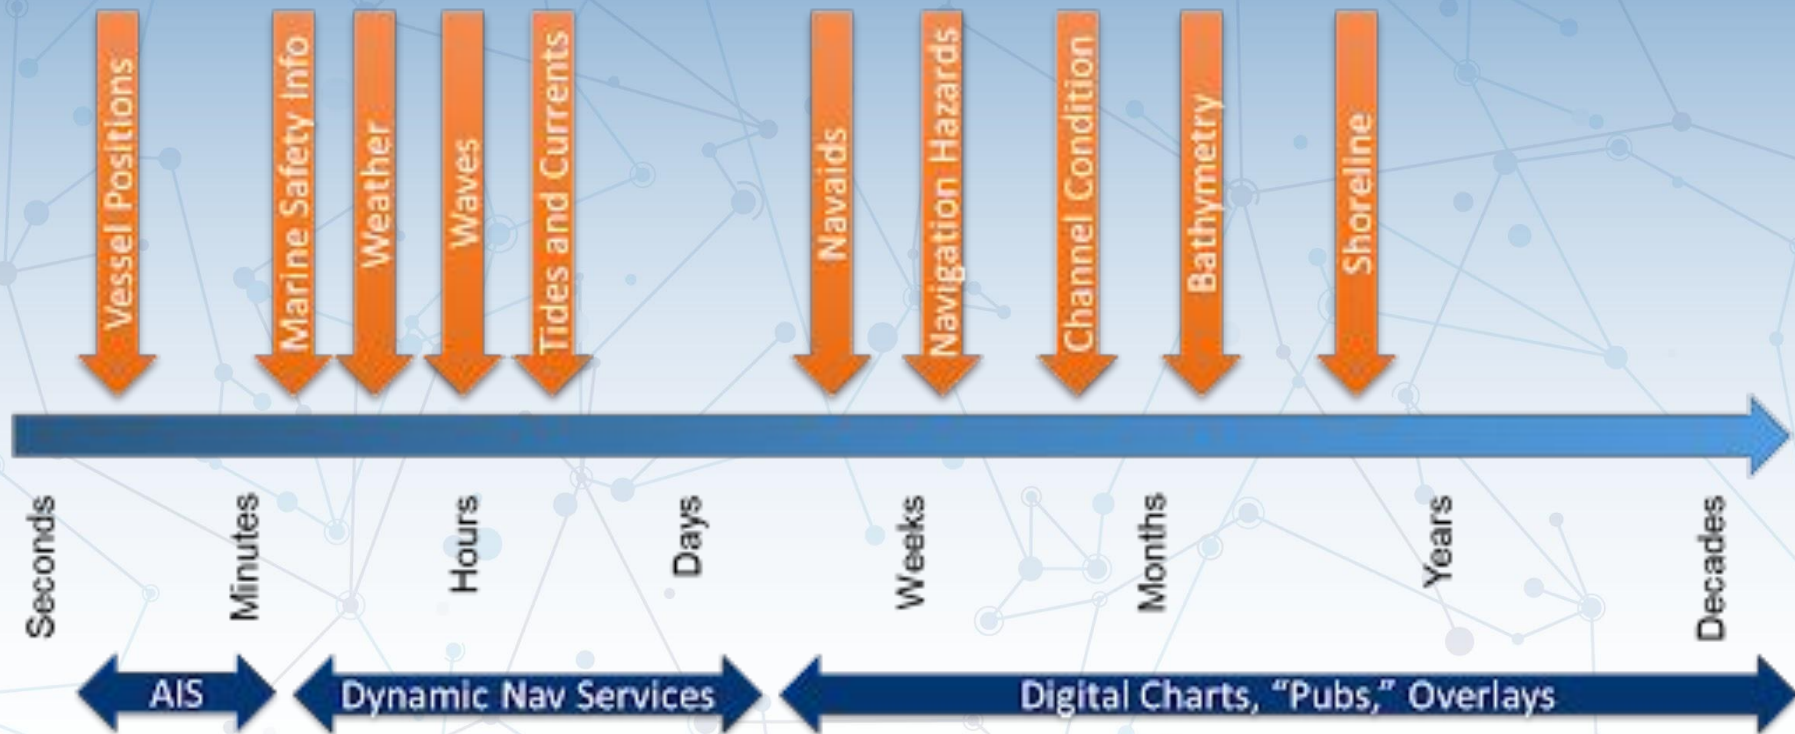 Vessel Positions
Marine Safety Info
Weather
Waves
Tides and Currents
Navaids
Navigation Hazards
Channel Condition
Bathymetry
Shoreline
Seconds
Minutes
Hours
Days
Weeks
Months
Years
Decades
AIS
Dynamic Nav Services
Digital Charts, “Pubs,” Overlays